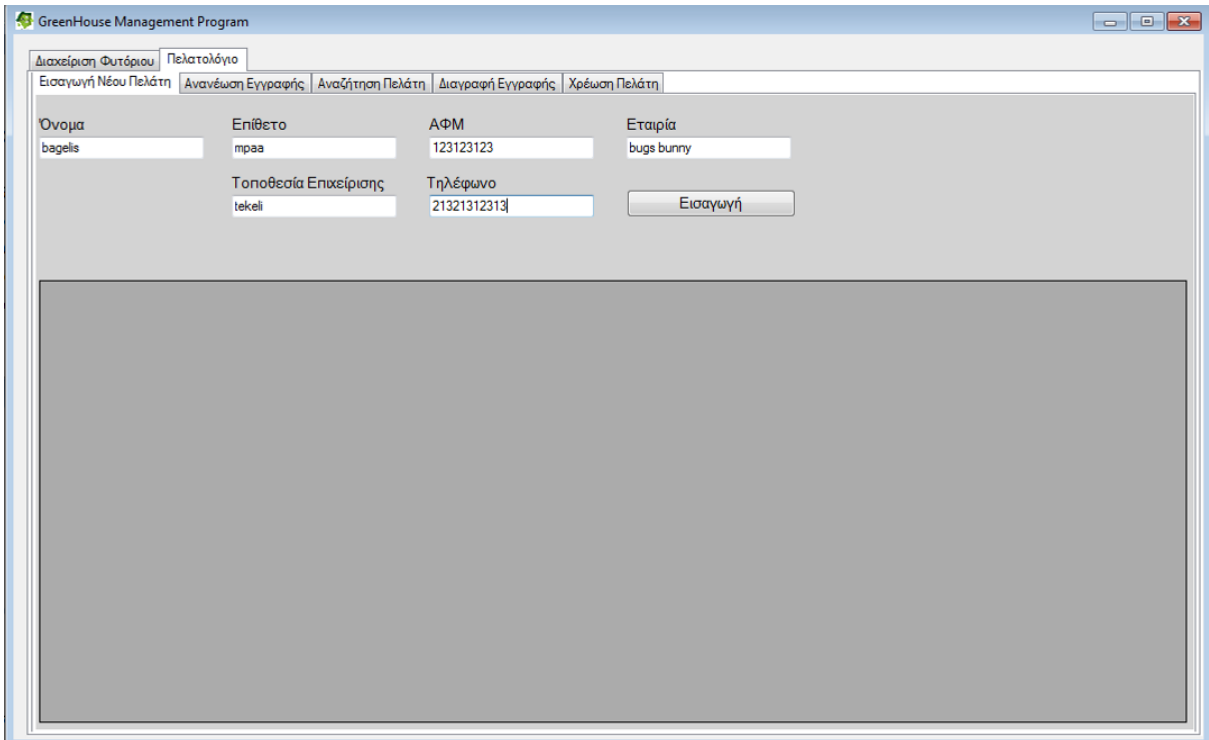 GreenHouse Management Program
Διαχείριση Φυτόριου Πελατολόγιο
Εισαγωγή Νέου Πελάτη Ανανέωση Εγγραφής Αναζήτηση Πελάτη Διαγραφή Εγγραφής Χρέωση Πελάτη
Όνομα Επίθετο ΑΦΜ Εταιρία
bagelis mpaa 123123123 bugs bunny
Τοποθεσία Επιχείρισης Τηλέφωνο
tekeli 21321312313 Εισαγωγή